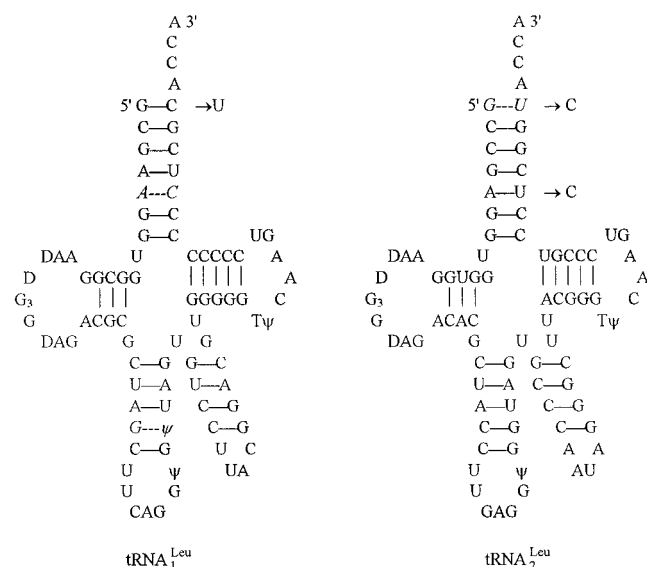 A 3'
C
C
A
5' G—C →U
C—G
G—C
A—U
A---C
G—C
G—C UG
DAA U CCCCC A
D GGCGG A
G3 GGGGG C
G ACGC U Tψ
DAG G U G
C—G G—C
U—A U—A
A—U C—G
G---ψ C—G
C—G U C
U ψ UA
U G
CAG
tRNA1Leu
A 3'
C
C
A
5' G---U → C
C—G
C—G
G—C
A—U → C
G—C
G—C UG
DAA U UGCCC A
D GGUGG A
G3 ACGGG C
G ACAC U Tψ
DAG G U U
C—G G—C
U—A C—G
A—U C—G
C—G C—G
C—G A A
U ψ AU
U G
GAG
tRNA2Leu